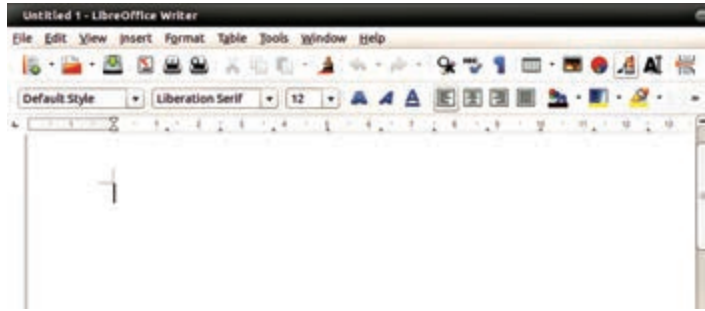 Untitled 1 - LibreOffice Writer
File Edit View Insert Format Table Tools Window Help
Default Style Liberation Serif 12